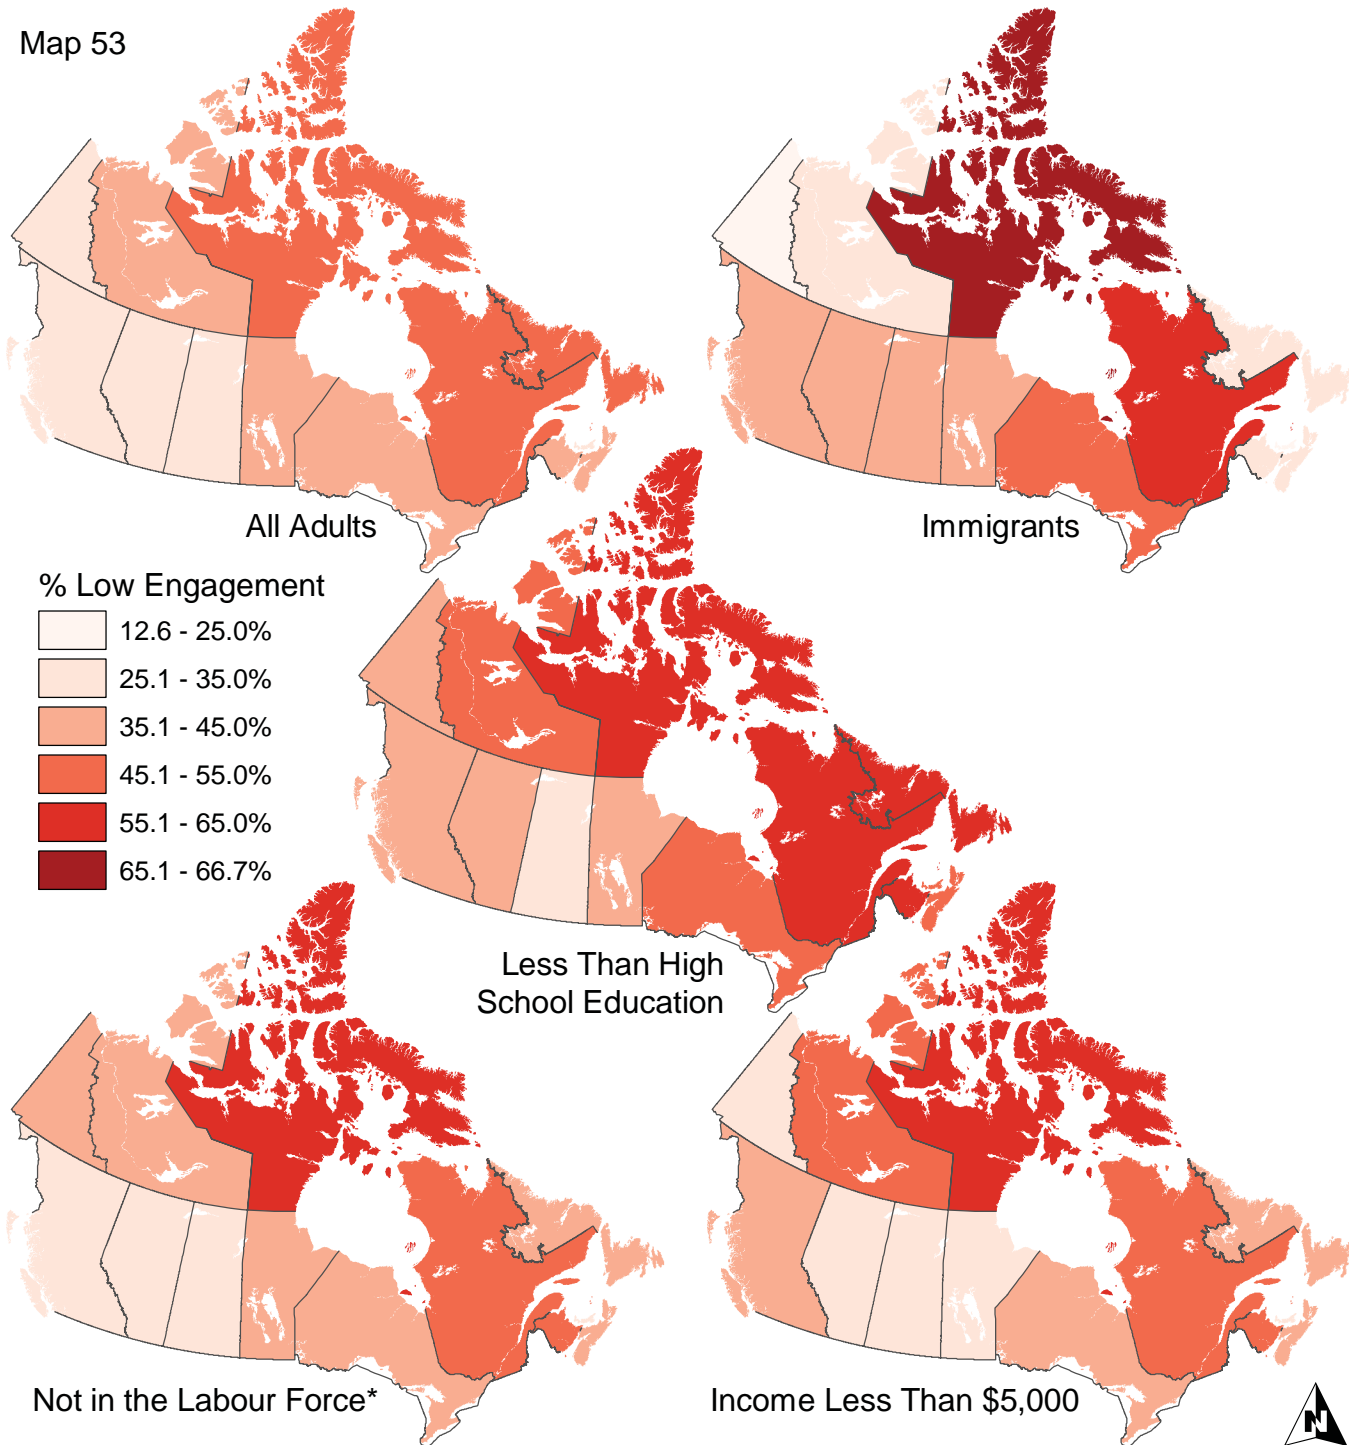 Map 53
All Adults
Immigrants
% Low Engagement
12.6 - 25.0%
25.1 - 35.0%
35.1 - 45.0%
45.1 - 55.0%
55.1 - 65.0%
65.1 - 66.7%
Less Than High
School Education
Not in the Labour Force*
Income Less Than $5,000
N